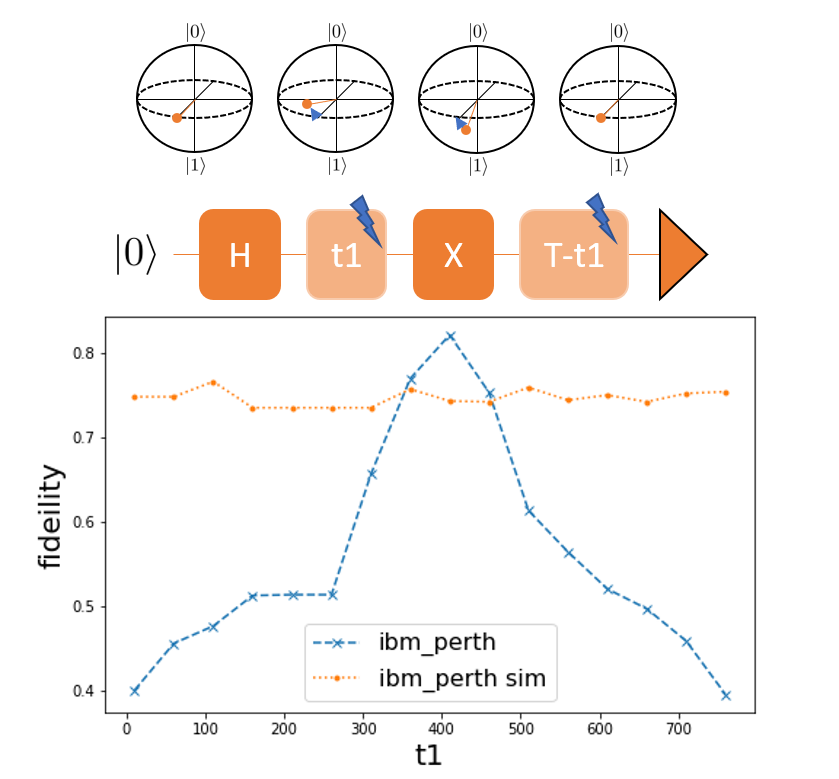 |0⟩ |0⟩ |0⟩ |0⟩
|1⟩ |1⟩ |1⟩ |1⟩
|0⟩ H t1 X T-t1
0.8
0.7
0.6
0.5
0.4
fideility
ibm_perth
ibm_perth sim
0 100 200 300 400 500 600 700
t1